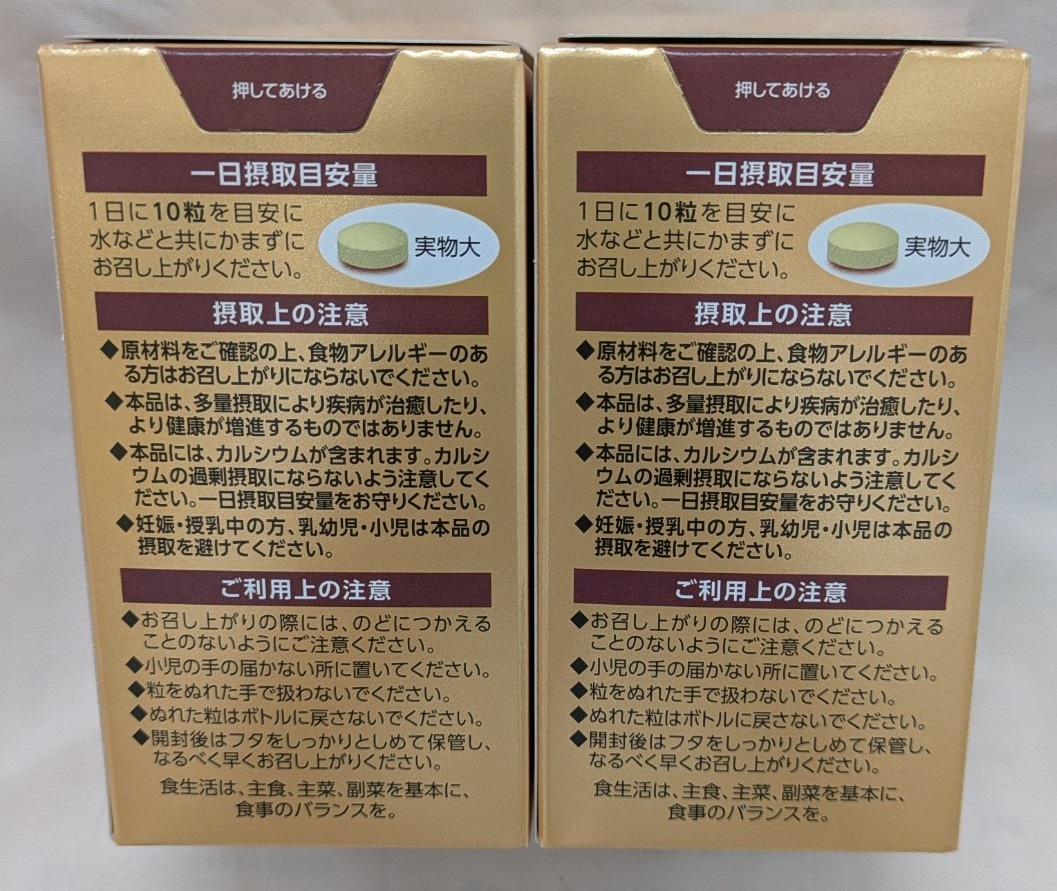 押してあける
一日摂取目安量
1日に10粒を目安に
水などと共にかまずに
お召し上がりください。
実物大
摂取上の注意
◆原材料をご確認の上、食物アレルギーのあ
る方はお召し上がりにならないでください。
◆本品は、多量摂取により疾病が治癒したり、
より健康が増進するものではありません。
◆本品には、カルシウムが含まれます。カルシ
ウムの過剰摂取にならないよう注意してく
ださい。一日摂取目安量をお守りください。
◆妊娠・授乳中の方、乳幼児・小児は本品の
摂取を避けてください。
ご利用上の注意
◆お召し上がりの際には、のどにつかえる
ことのないようにご注意ください。
◆小児の手の届かない所に置いてください。
◆粒をぬれた手で扱わないでください。
◆ぬれた粒はボトルに戻さないでください。
◆開封後はフタをしっかりとしめて保管し、
なるべく早くお召し上がりください。
食生活は、主食、主菜、副菜を基本に、
食事のバランスを。
押してあける
一日摂取目安量
1日に10粒を目安に
水などと共にかまずに
お召し上がりください。
実物大
摂取上の注意
◆原材料をご確認の上、食物アレルギーのあ
る方はお召し上がりにならないでください。
◆本品は、多量摂取により疾病が治癒したり、
より健康が増進するものではありません。
◆本品には、カルシウムが含まれます。カルシ
ウムの過剰摂取にならないよう注意してく
ださい。一日摂取目安量をお守りください。
◆妊娠・授乳中の方、乳幼児・小児は本品の
摂取を避けてください。
ご利用上の注意
◆お召し上がりの際には、のどにつかえる
ことのないようにご注意ください。
◆小児の手の届かない所に置いてください。
◆粒をぬれた手で扱わないでください。
◆ぬれた粒はボトルに戻さないでください。
◆開封後はフタをしっかりとしめて保管し、
なるべく早くお召し上がりください。
食生活は、主食、主菜、副菜を基本に、
食事のバランスを。